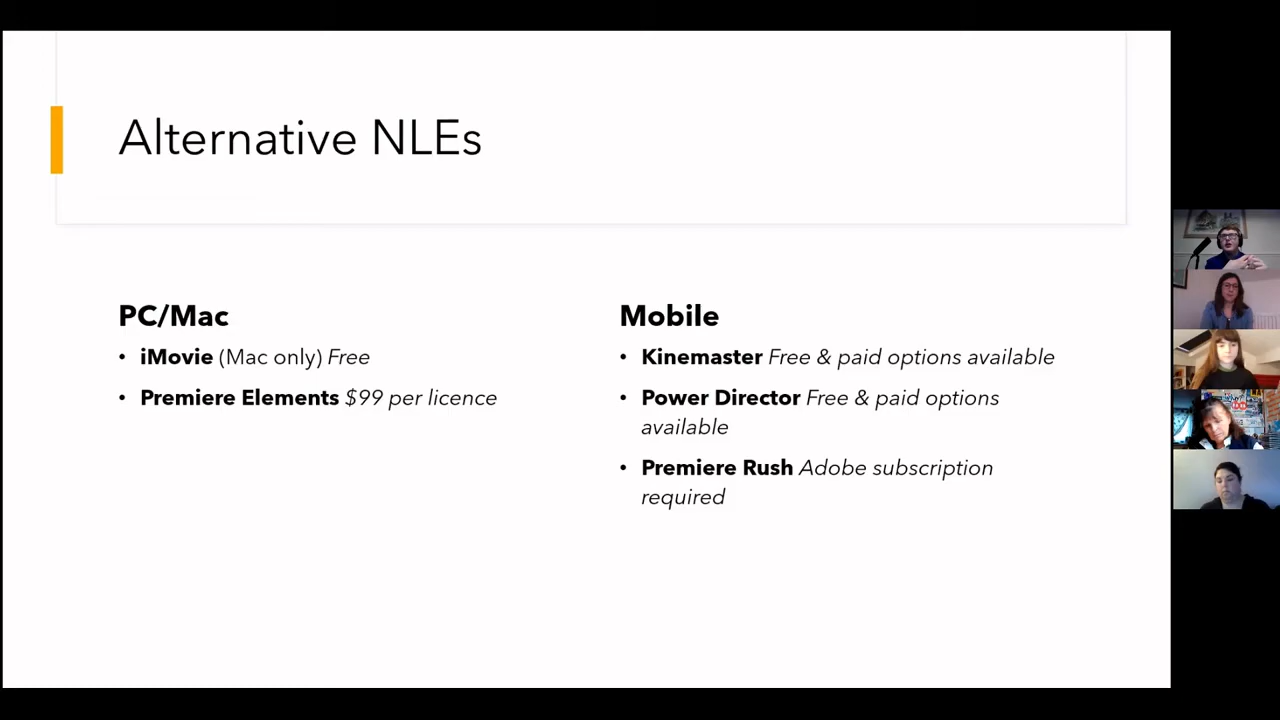 Alternative NLEs
PC/Mac
• iMovie (Mac only) Free
• Premiere Elements $99 per licence
Mobile
• Kinemaster Free & paid options available
• Power Director Free & paid options
available
• Premiere Rush Adobe subscription
required